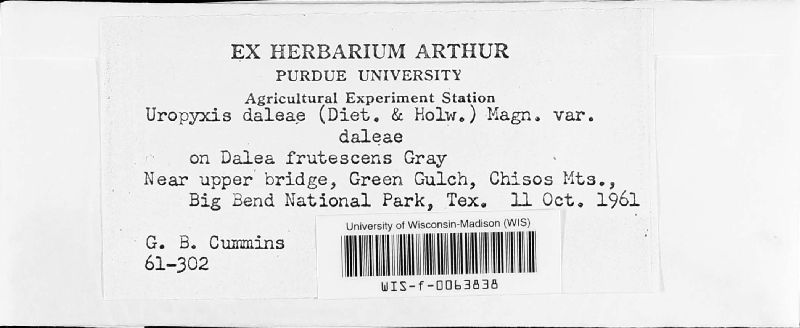 EX HERBARIUM ARTHUR
PURDUE UNIVERSITY
Agricultural Experiment Station
Uropyxis daleae (Diet. & Holw.) Magn. var.
daleae
on Dalea frutescens Gray
Near upper bridge, Green Gulch, Chisos Mts.,
Big Bend National Park, Tex. 11 Oct. 1961
G. B. Cummins
61-302
University of Wisconsin-Madison (WIS)
WIS-f-0063838